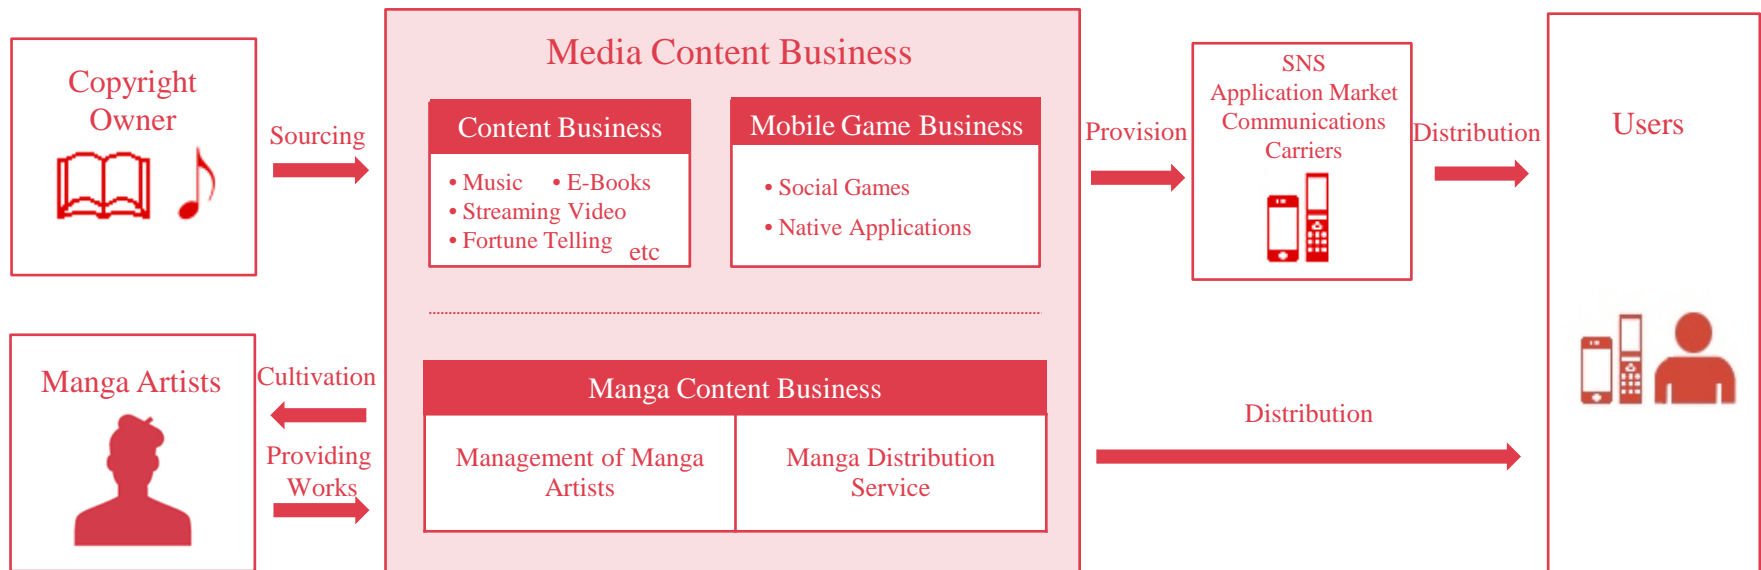 Copyright
Owner
Sourcing
Media Content Business
Content Business
• Music • E-Books
• Streaming Video
• Fortune Telling etc
Mobile Game Business
• Social Games
• Native Applications
Provision
SNS
Application Market
Communications
Carriers
Distribution
Users
Manga Artists
Cultivation
Providing
Works
Manga Content Business
Management of Manga
Artists
Manga Distribution
Service
Distribution